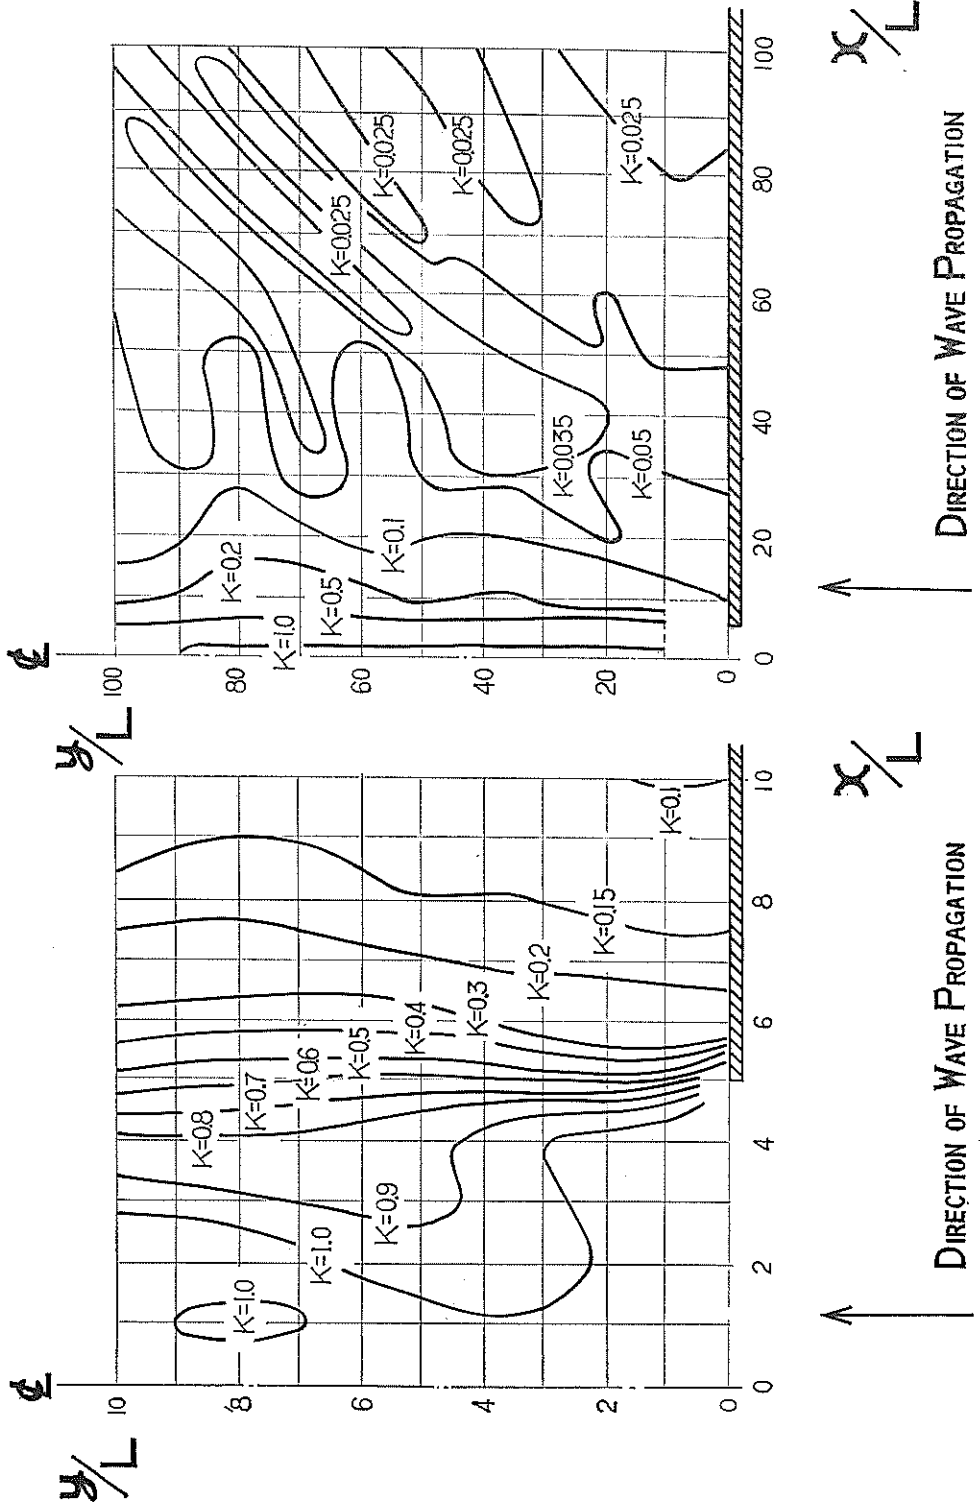 ℄
y/L
10
8
6
4
2
0
K=1.0
K=1.0
K=0.9
K=0.8
K=0.7
K=0.6
K=0.5
K=0.4
K=0.3
K=0.2
K=0.15
K=0.1
0 2 4 6 8 10
x/L
DIRECTION OF WAVE PROPAGATION
℄
y/L
100
80
60
40
20
0
K=1.0
K=0.5
K=0.2
K=0.1
K=0.035
K=0.05
K=0.025
K=0.025
K=0.025
K=0.025
0 20 40 60 80 100
x/L
DIRECTION OF WAVE PROPAGATION